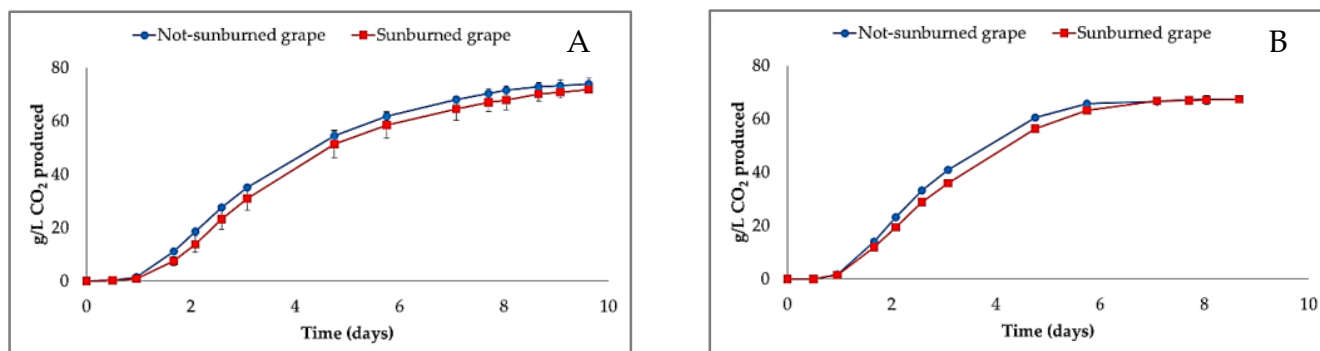 Not-sunburned grape Sunburned grape A
80
60
40
20
0
g/L CO₂ produced
0 2 4 6 8 10
Time (days)
Not-sunburned grape Sunburned grape B
80
60
40
20
0
g/L CO₂ produced
0 2 4 6 8 10
Time (days)